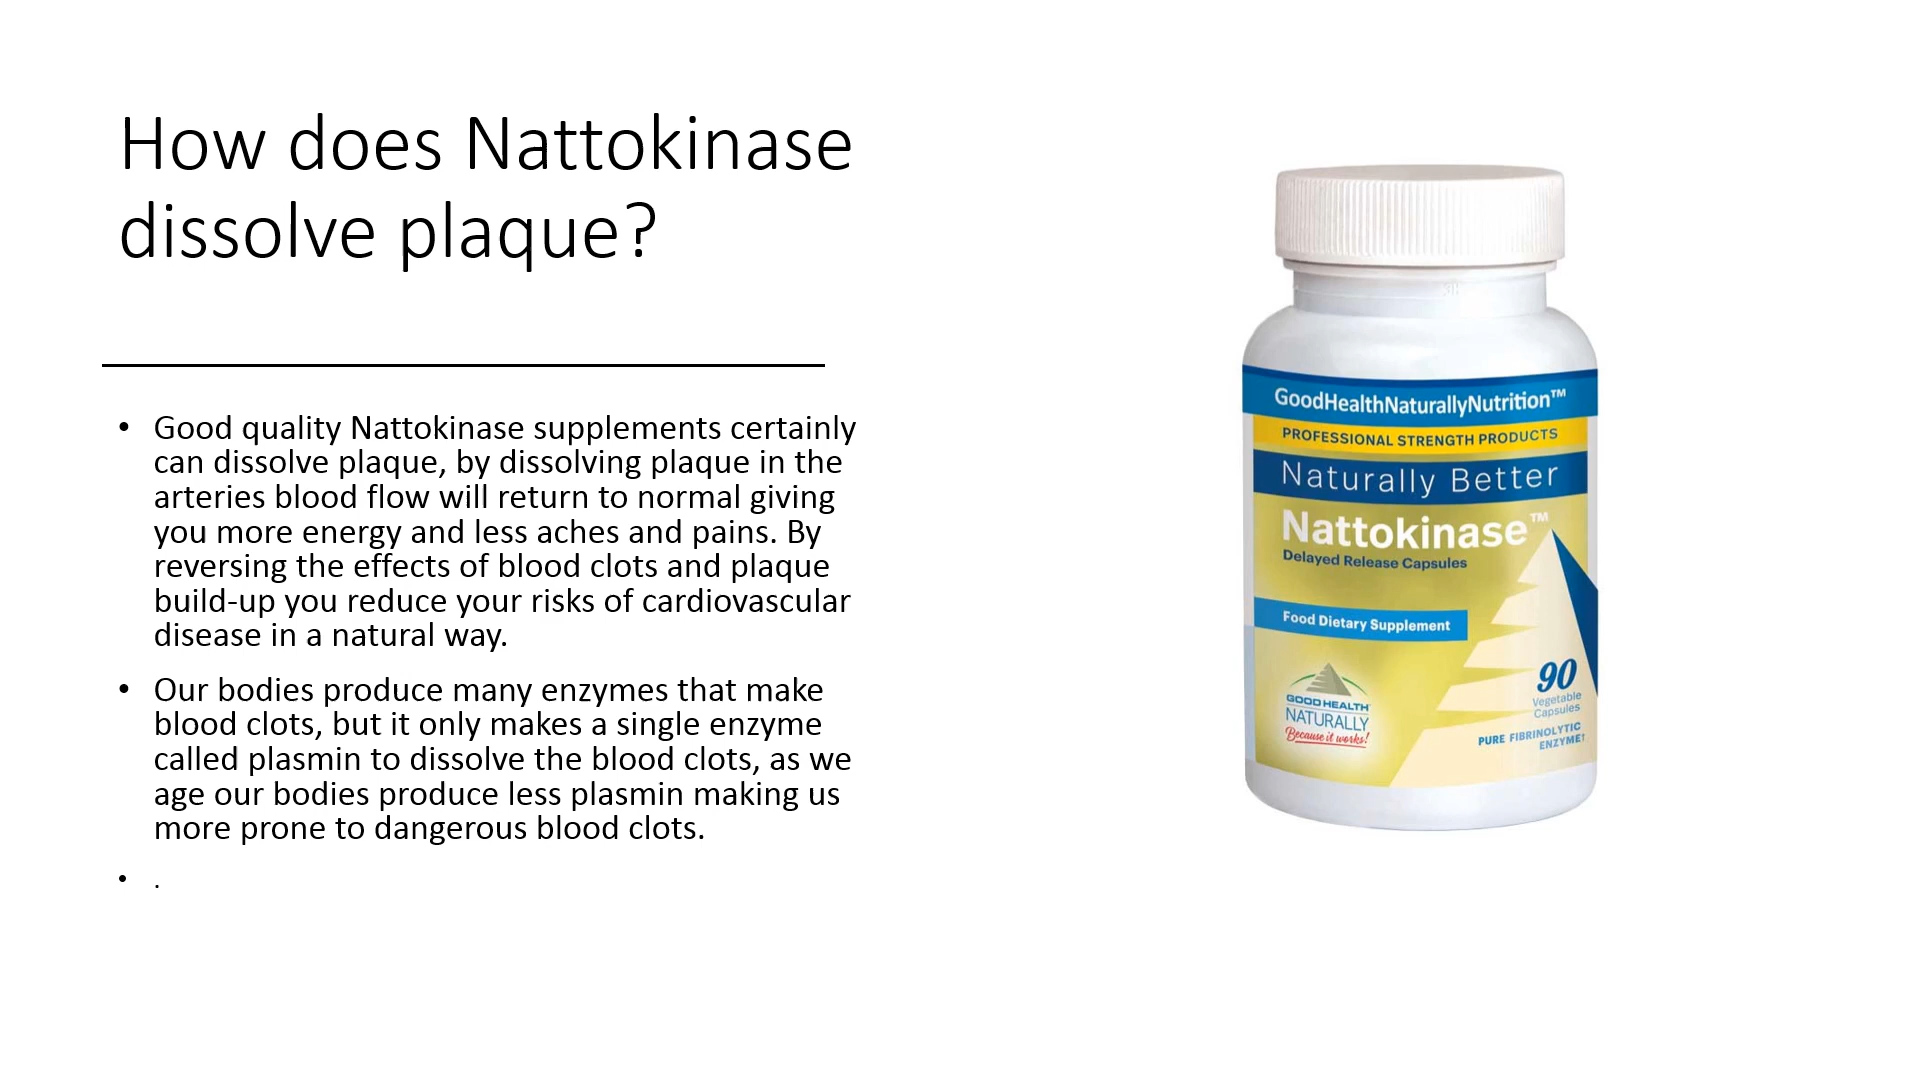 How does Nattokinase
dissolve plaque?
• Good quality Nattokinase supplements certainly
can dissolve plaque, by dissolving plaque in the
arteries blood flow will return to normal giving
you more energy and less aches and pains. By
reversing the effects of blood clots and plaque
build-up you reduce your risks of cardiovascular
disease in a natural way.
• Our bodies produce many enzymes that make
blood clots, but it only makes a single enzyme
called plasmin to dissolve the blood clots, as we
age our bodies produce less plasmin making us
more prone to dangerous blood clots.
• .
GoodHealthNaturallyNutrition™
PROFESSIONAL STRENGTH PRODUCTS
Naturally Better
Nattokinase™
Delayed Release Capsules
Food Dietary Supplement
90
Vegetable
Capsules
PURE FIBRINOLYTIC
ENZYME†
GOOD HEALTH
NATURALLY
Because it works!